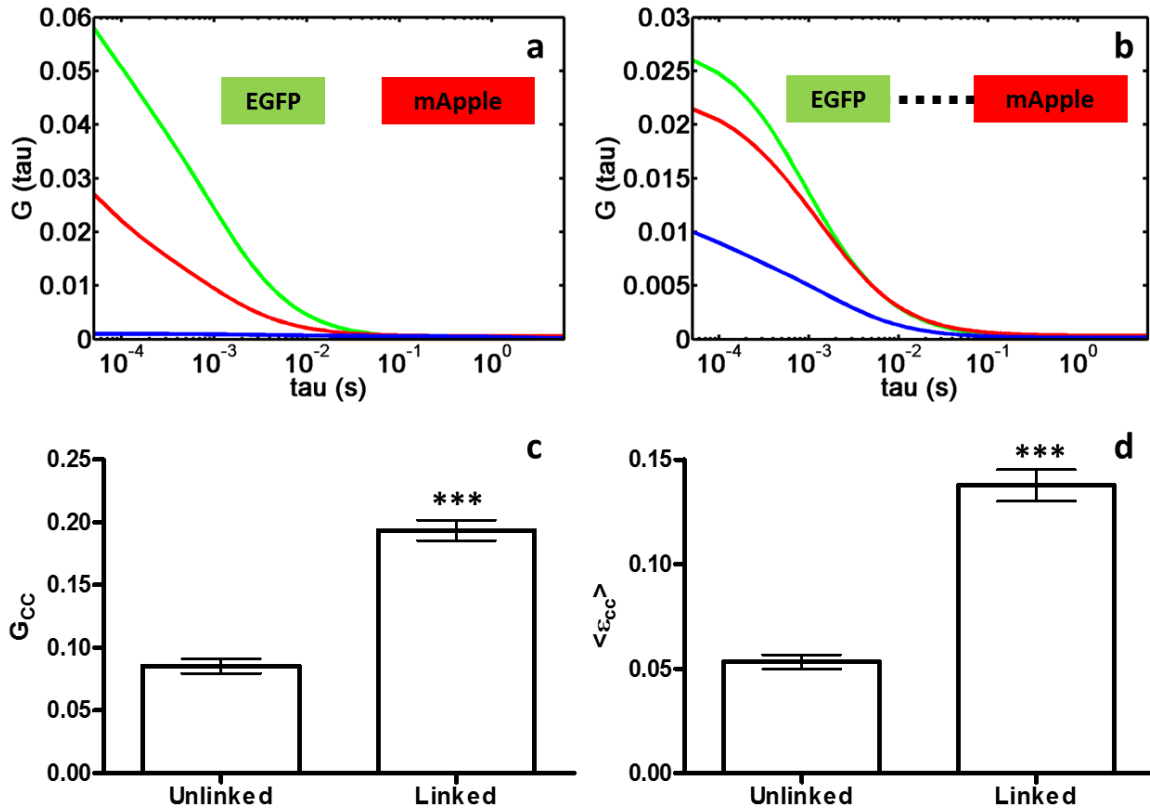 a
0.06
0.05
0.04
0.03
0.02
0.01
0
G (tau)
EGFP
mApple
10⁻⁴
10⁻³
10⁻²
10⁻¹
10⁰
tau (s)
b
0.03
0.025
0.02
0.015
0.01
0.005
0
G (tau)
EGFP
mApple
10⁻⁴
10⁻³
10⁻²
10⁻¹
10⁰
tau (s)
c
0.25
0.20
0.15
0.10
0.05
0.00
G_CC
***
Unlinked
Linked
d
0.15
0.10
0.05
0.00
<ε_cc>
***
Unlinked
Linked